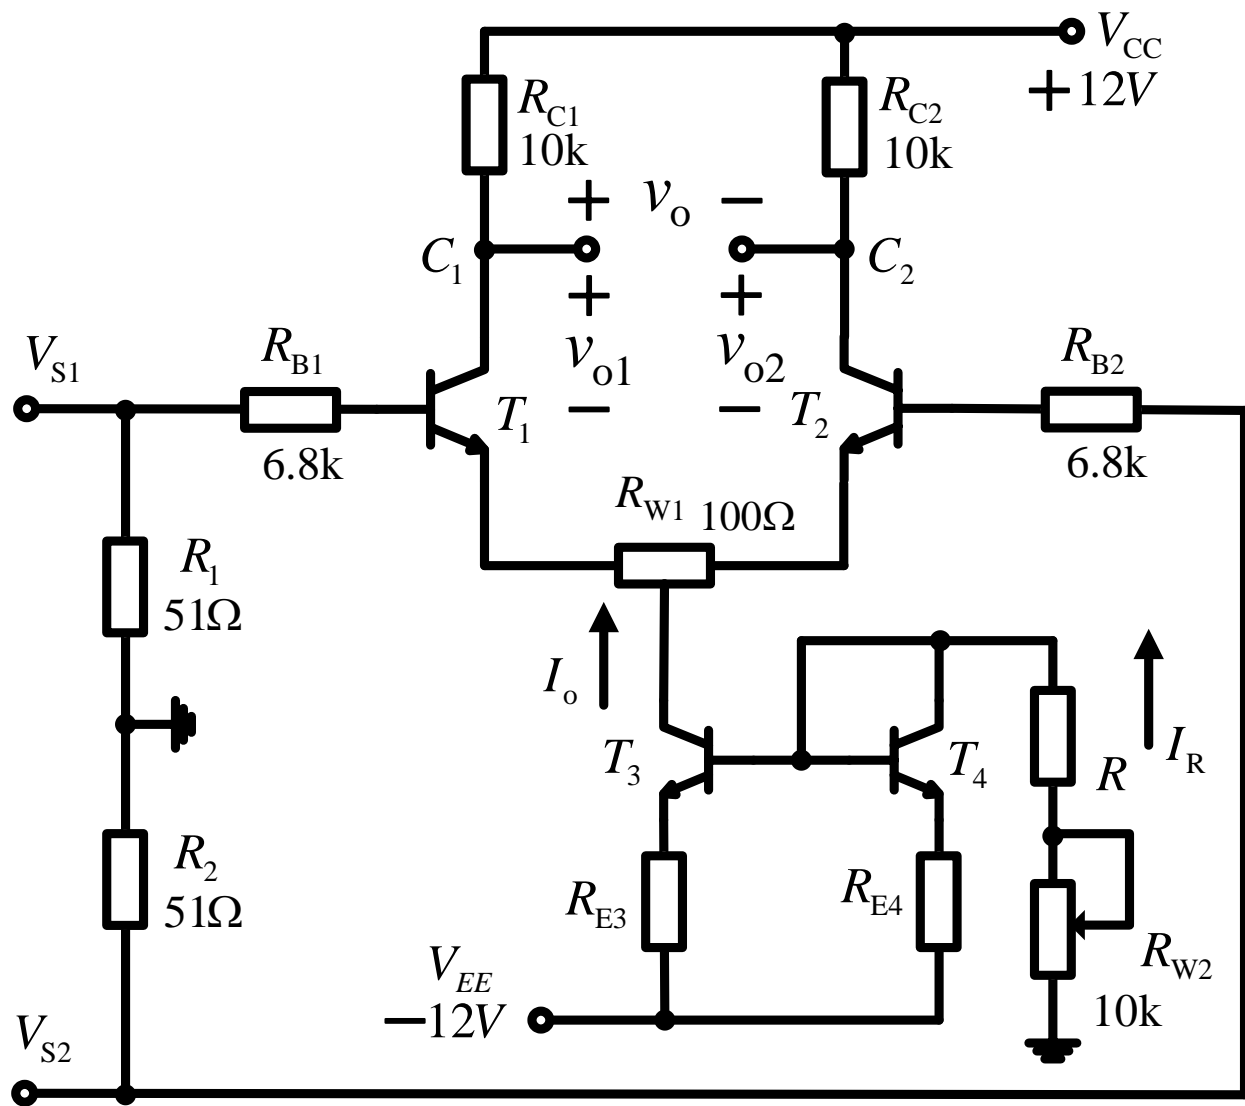 V_CC
+12V
R_C1
10k
R_C2
10k
+ v_o −
C_1
C_2
+ +
v_o1 v_o2
− −
V_S1
R_B1
6.8k
T_1
T_2
R_B2
6.8k
R_W1 100Ω
R_1
51Ω
I_o
I_R
T_3
T_4
R
R_2
51Ω
R_E3
R_E4
R_W2
10k
V_EE
−12V
V_S2